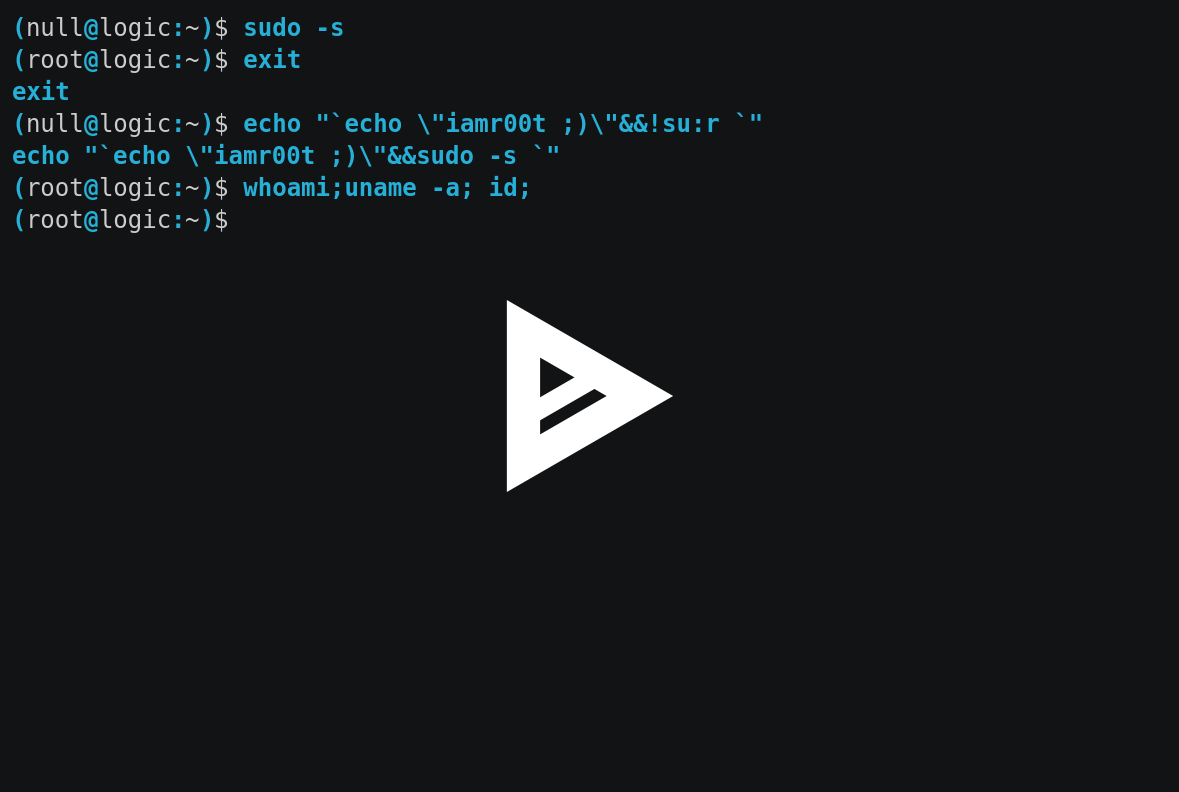 (null@logic:~)$ sudo -s
(root@logic:~)$ exit
exit
(null@logic:~)$ echo "`echo \"iamr00t ;)\"&&!su:r `"
echo "`echo \"iamr00t ;)\"&&sudo -s `"
(root@logic:~)$ whoami;uname -a; id;
(root@logic:~)$